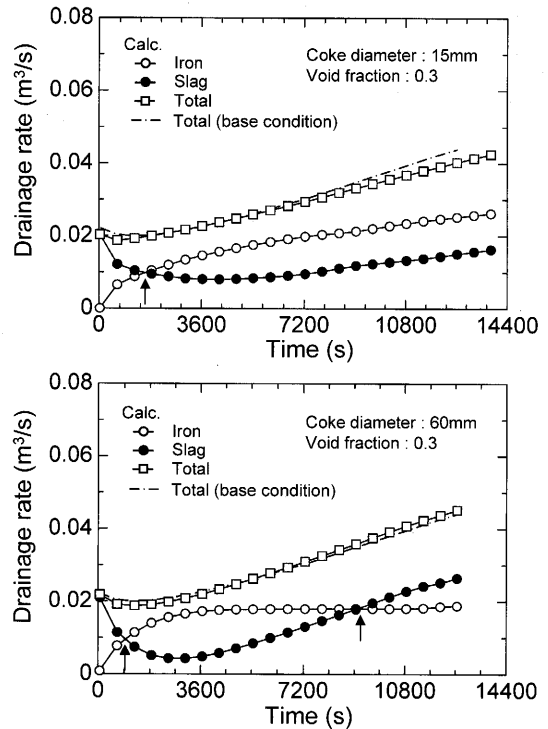 0.08
0.06
0.04
0.02
0
Drainage rate (m³/s)
Calc.
Iron
Slag
Total
Total (base condition)
Coke diameter : 15mm
Void fraction : 0.3
0 3600 7200 10800 14400
Time (s)
0.08
0.06
0.04
0.02
0
Drainage rate (m³/s)
Calc.
Iron
Slag
Total
Total (base condition)
Coke diameter : 60mm
Void fraction : 0.3
0 3600 7200 10800 14400
Time (s)